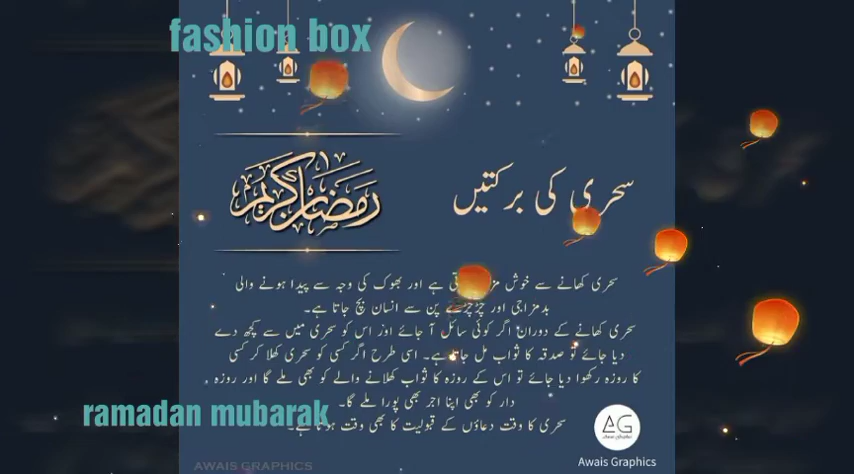 fashion box
رمضان كريم
سحری کی برکتیں
سحری کھانے سے خوش ہے اور بھوک کی وجہ سے پیدا ہونے والی
بدمزاجی اور چڑچڑے پن سے انسان بچ جاتا ہے۔
سحری کھانے کے دوران اگر کوئی سائل آ جائے اور اس کو سحری میں سے کچھ دے
دیا جائے تو صدقہ کا ثواب مل جاتا ہے۔ اسی طرح اگر کسی کو سحری کھلا کر کسی
کا روزہ رکھوا دیا جائے تو اس کے روزہ کا ثواب کھلانے والے کو بھی ملے گا اور روزہ
دار کو بھی اپنا اجر بھی پورا ملے گا۔
سحری کا وقت دعاؤں کے قبولیت کا بھی وقت ہوتا ہے۔
ramadan mubarak
AG
Awais Graphics
AWAIS GRAPHICS